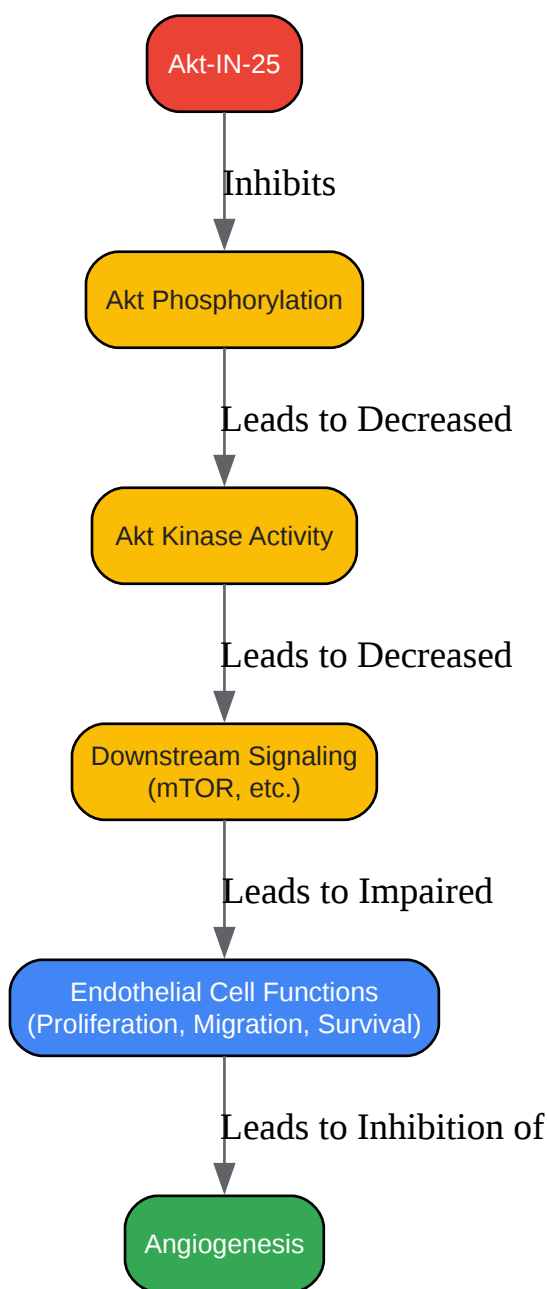 Akt-IN-25
Inhibits
Akt Phosphorylation
Leads to Decreased
Akt Kinase Activity
Leads to Decreased
Downstream Signaling
(mTOR, etc.)
Leads to Impaired
Endothelial Cell Functions
(Proliferation, Migration, Survival)
Leads to Inhibition of
Angiogenesis